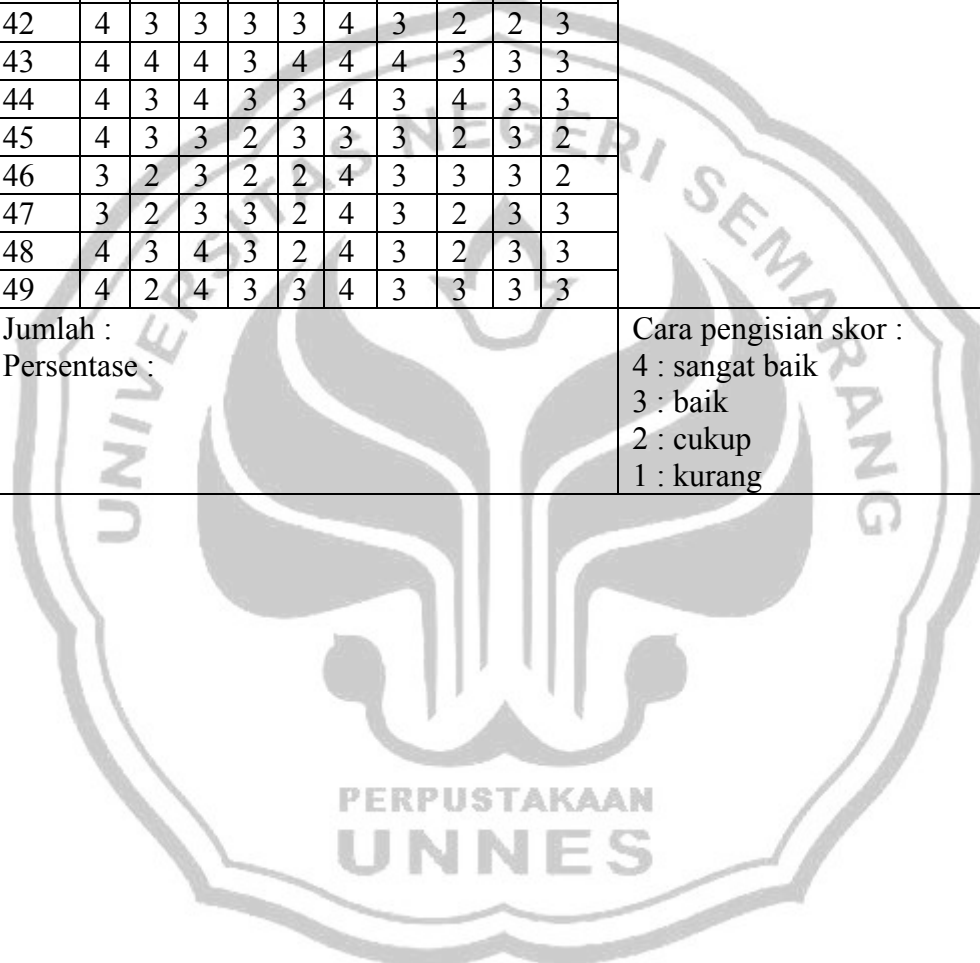 42 4 3 3 3 3 4 3 2 2 3
43 4 4 4 3 4 4 4 3 3 3
44 4 3 4 3 3 4 3 4 3 3
45 4 3 3 2 3 3 3 2 3 2
46 3 2 3 2 2 4 3 3 3 2
47 3 2 3 3 2 4 3 2 3 3
48 4 3 4 3 2 4 3 2 3 3
49 4 2 4 3 3 4 3 3 3 3
Jumlah :
Persentase :
Cara pengisian skor :
4 : sangat baik
3 : baik
2 : cukup
1 : kurang
UNIVERSITAS NEGERI SEMARANG
PERPUSTAKAAN
UNNES